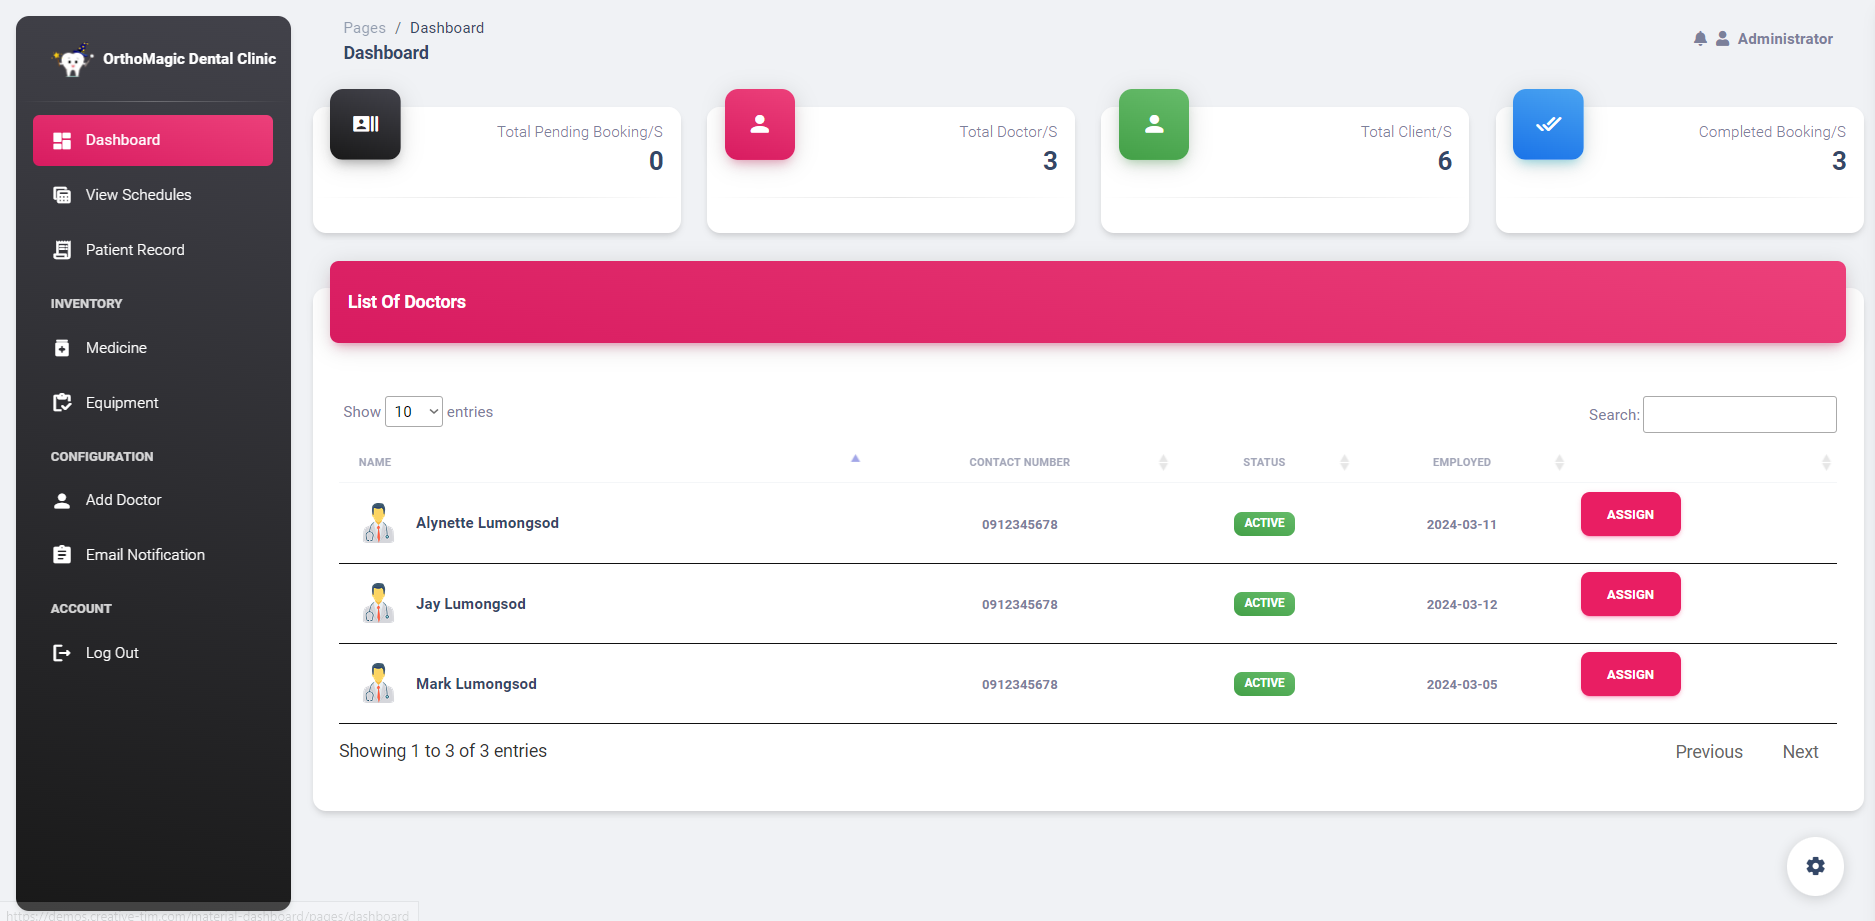 OrthoMagic Dental Clinic
Dashboard
View Schedules
Patient Record
INVENTORY
Medicine
Equipment
CONFIGURATION
Add Doctor
Email Notification
ACCOUNT
Log Out
https://demos.creative-tim.com/material-dashboard/pages/dashboard
Pages / Dashboard
Dashboard
Administrator
Total Pending Booking/S
0
Total Doctor/S
3
Total Client/S
6
Completed Booking/S
3
List Of Doctors
Show 10 entries
Search:
NAME CONTACT NUMBER STATUS EMPLOYED
Alynette Lumongsod 0912345678 ACTIVE 2024-03-11 ASSIGN
Jay Lumongsod 0912345678 ACTIVE 2024-03-12 ASSIGN
Mark Lumongsod 0912345678 ACTIVE 2024-03-05 ASSIGN
Showing 1 to 3 of 3 entries
Previous Next